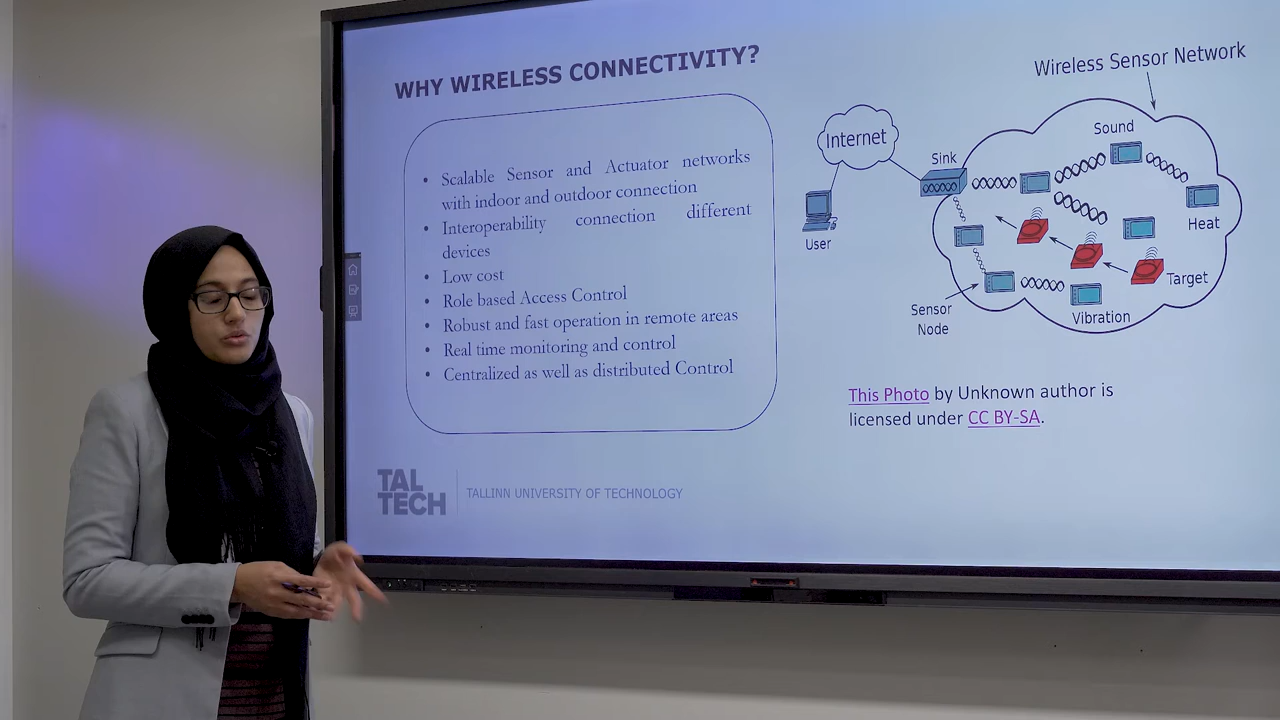 WHY WIRELESS CONNECTIVITY?
• Scalable Sensor and Actuator networks
with indoor and outdoor connection
• Interoperability connection different
devices
• Low cost
• Role based Access Control
• Robust and fast operation in remote areas
• Real time monitoring and control
• Centralized as well as distributed Control
TAL
TECH
TALLINN UNIVERSITY OF TECHNOLOGY
Wireless Sensor Network
Internet
Sink
Sound
User
Heat
Target
Sensor
Node
Vibration
This Photo by Unknown author is
licensed under CC BY-SA.